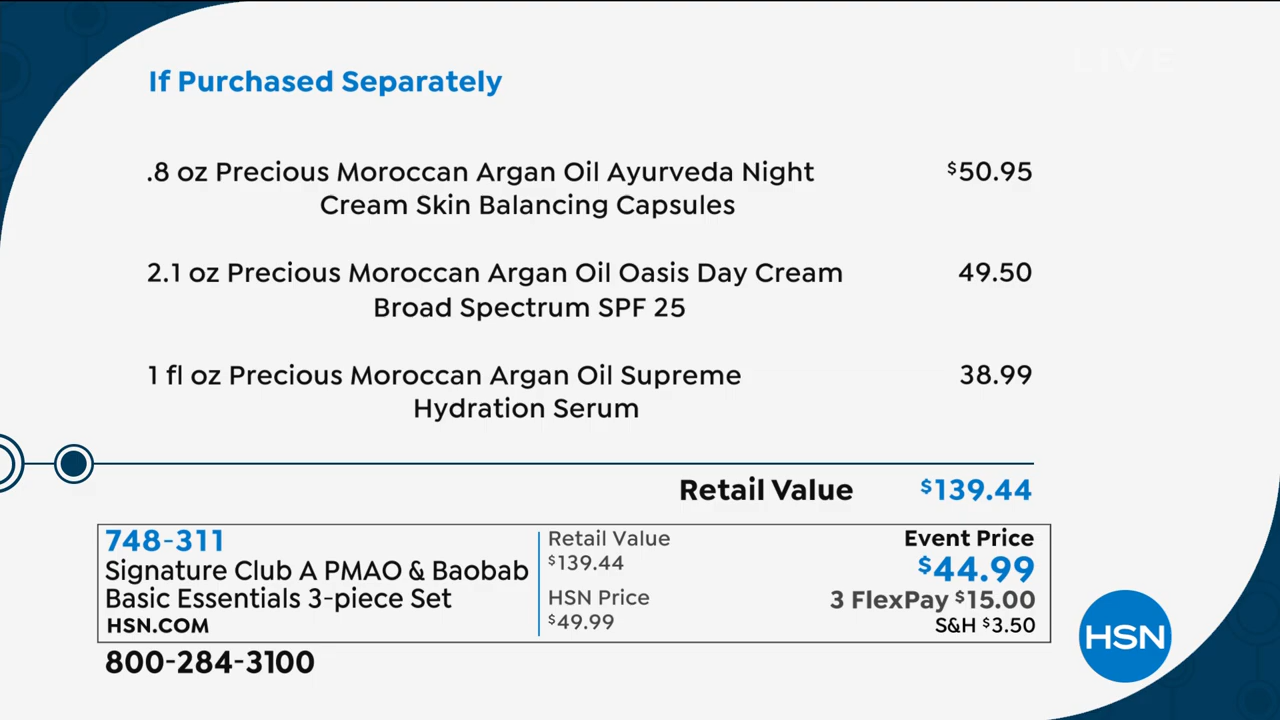 LIVE
If Purchased Separately
.8 oz Precious Moroccan Argan Oil Ayurveda Night $50.95
Cream Skin Balancing Capsules
2.1 oz Precious Moroccan Argan Oil Oasis Day Cream 49.50
Broad Spectrum SPF 25
1 fl oz Precious Moroccan Argan Oil Supreme 38.99
Hydration Serum
Retail Value $139.44
748-311
Signature Club A PMAO & Baobab
Basic Essentials 3-piece Set
HSN.COM
Retail Value
$139.44
HSN Price
$49.99
Event Price
$44.99
3 FlexPay $15.00
S&H $3.50
800-284-3100
HSN